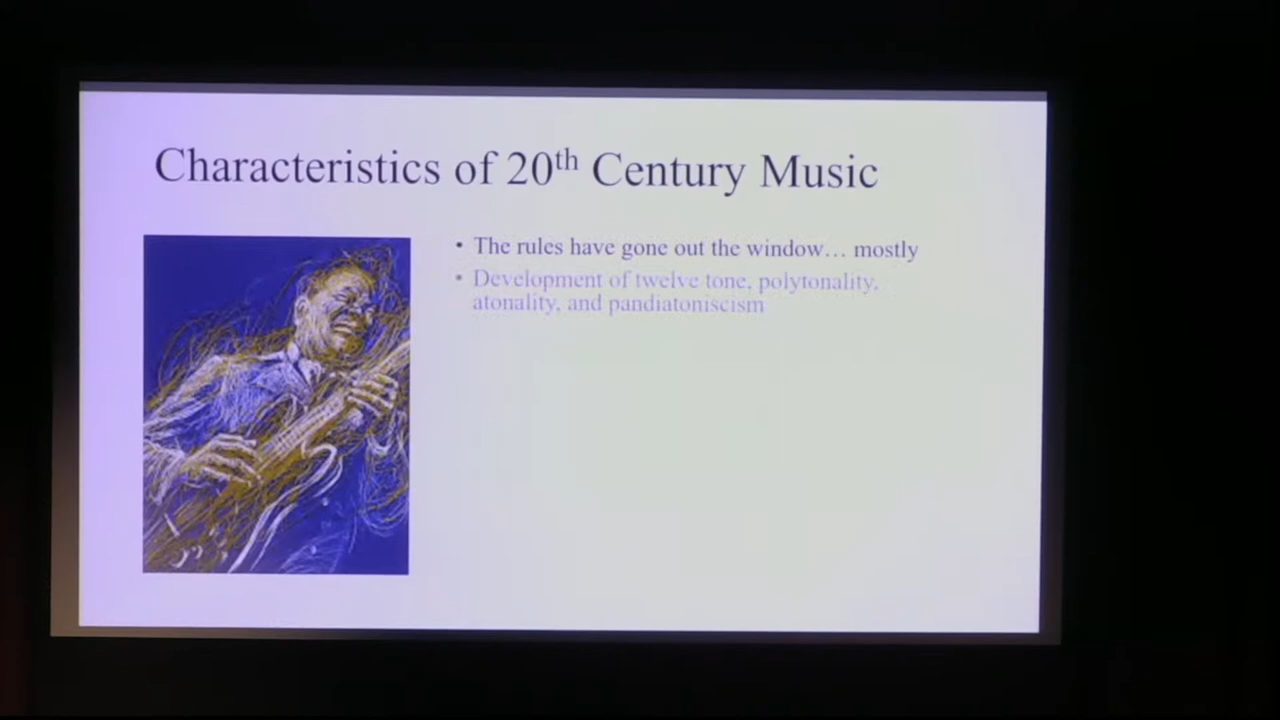 Characteristics of 20th Century Music
• The rules have gone out the window… mostly
• Development of twelve tone, polytonality,
atonality, and pandiatoniscism